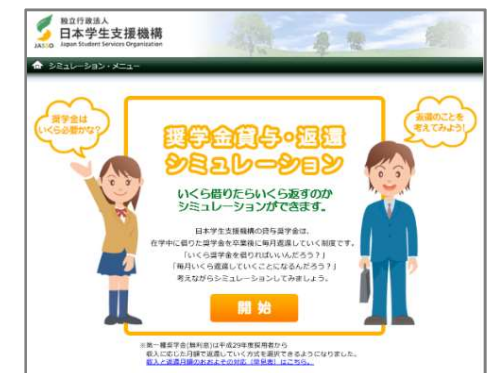 独立行政法人
日本学生支援機構
JASSO Japan Student Services Organization
シミュレーション・メニュー
奨学金は
いくら必要かな？
返還のことを
考えてみよう！
奨学金貸与・返還
シミュレーション
いくら借りたらいくら返すのか
シミュレーションができます。
日本学生支援機構の貸与奨学金は、
在学中に借りた奨学金を卒業後に毎月返還していく制度です。
「いくら奨学金を借りればいいんだろう？」
「毎月いくら返還していくことになるんだろう？」
考えながらシミュレーションしてみましょう。
開始
※第一種奨学金(無利息)は平成29年度採用者から
収入に応じた月額で返還していく方式を選択できるようになりました。
収入と返還月額のおおよその対応（早見表）はこちら。